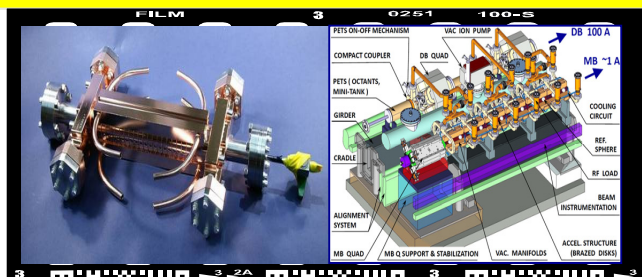 FILM
3
0251
100-S
PETS ON-OFF MECHANISM
VAC ION PUMP
DB 100 A
COMPACT COUPLER
DB QUAD
MB ~1 A
PETS ( OCTANTS,
MINI-TANK )
GIRDER
COOLING
CIRCUIT
CRADLE
REF.
SPHERE
RF LOAD
BEAM
INSTRUMENTATION
ALIGNMENT
SYSTEM
ACCEL. STRUCTURE
(BRAZED DISKS)
MB QUAD
MB Q SUPPORT & STABILIZATION
VAC. MANIFOLDS
3
3 2A
3
3